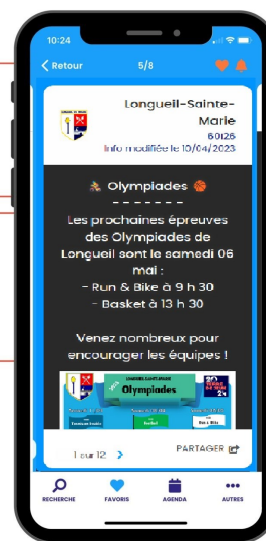 10:24
Retour 5/8
Longueil-Sainte-
Marie
60126
Info modifiée le 10/04/2023
Olympiades
- - - - - - -
Les prochaines épreuves
des Olympiades de
Longueil sont le samedi 06
mai :
- Run & Bike à 9 h 30
- Basket à 13 h 30
Venez nombreux pour
encourager les équipes !
Olympiades
1 sur 12
PARTAGER
RECHERCHE FAVORIS AGENDA AUTRES